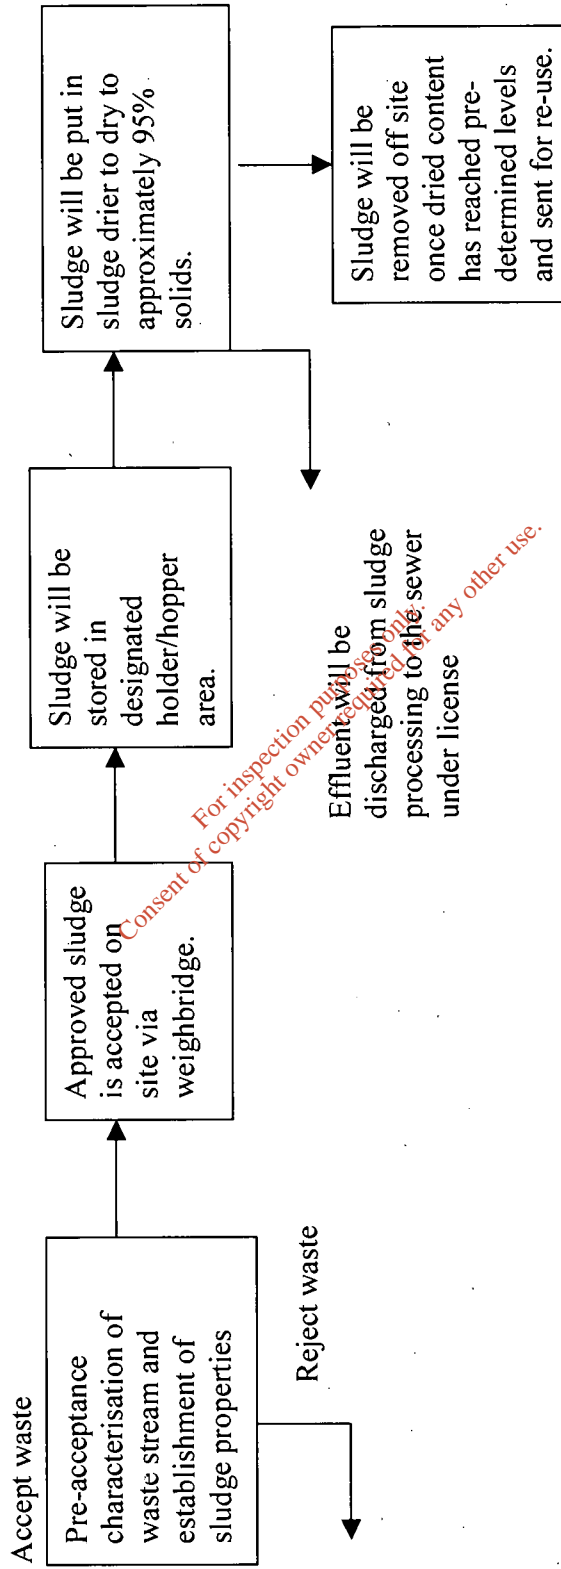 Accept waste
Pre-acceptance
characterisation of
waste stream and
establishment of
sludge properties
Reject waste
Approved sludge
is accepted on
site via
weighbridge.
Sludge will be
stored in
designated
holder/hopper
area.
Sludge will be put in
sludge drier to dry to
approximately 95%
solids.
Effluent will be
discharged from sludge
processing to the sewer
under license
Sludge will be
removed off site
once dried content
has reached pre-
determined levels
and sent for re-use.
For inspection purposes only.
Consent of copyright owner required for any other use.